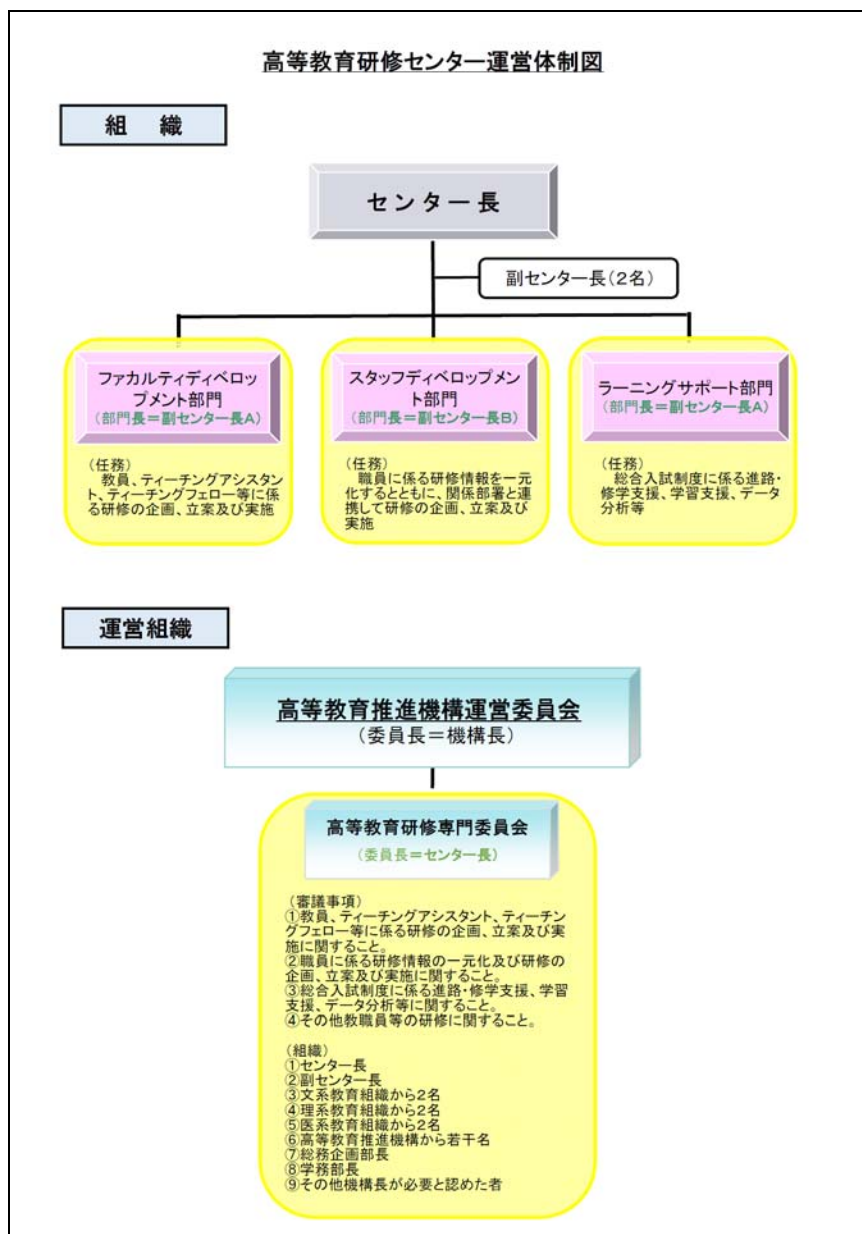 高等教育研修センター運営体制図
組　織
センター長
副センター長（２名）
ファカルティディベロッ
プメント部門
（部門長＝副センター長Ａ）
（任務）
教員、ティーチングアシスタン
ト、ティーチングフェロー等に係
る研修の企画、立案及び実施
スタッフディベロップメン
ト部門
（部門長＝副センター長Ｂ）
（任務）
職員に係る研修情報を一元
化するとともに、関係部署と連
携して研修の企画、立案及び
実施
ラーニングサポート部門
（部門長＝副センター長Ａ）
（任務）
総合入試制度に係る進路・
修学支援、学習支援、データ
分析等
運営組織
高等教育推進機構運営委員会
（委員長＝機構長）
高等教育研修専門委員会
（委員長＝センター長）
（審議事項）
①教員、ティーチングアシスタント、ティーチン
グフェロー等に係る研修の企画、立案及び実
施に関すること。
②職員に係る研修情報の一元化及び研修の
企画、立案及び実施に関すること。
③総合入試制度に係る進路・修学支援、学習
支援、データ分析等に関すること。
④その他教職員等の研修に関すること。
（組織）
①センター長
②副センター長
③文系教育組織から２名
④理系教育組織から２名
⑤医系教育組織から２名
⑥高等教育推進機構から若干名
⑦総務企画部長
⑧学務部長
⑨その他機構長が必要と認めた者